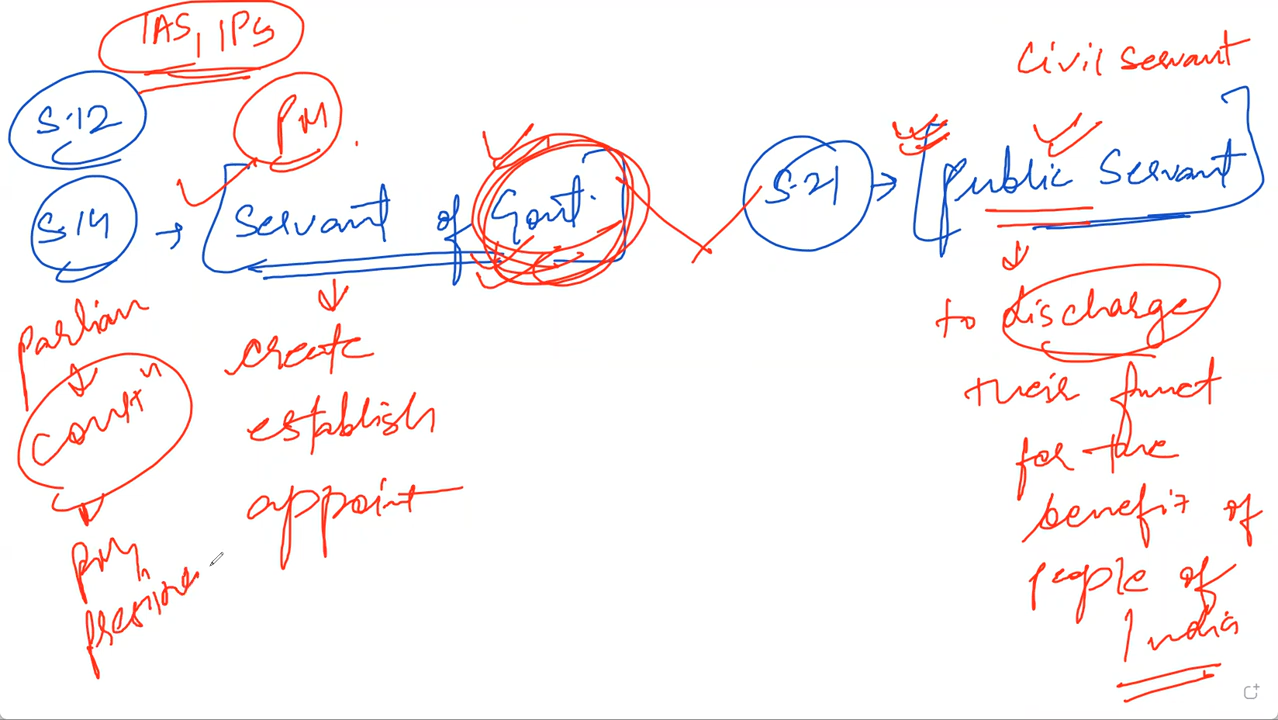 IAS, IPS
S.12
PM
S.14 → [Servant of Govt.]
create
establish
appoint
Parliam
↓
Constn
↓
PM,
Civil Servant
S.21 → [Public Servant]
to discharge
their funct
for the
benefit of
people of
India